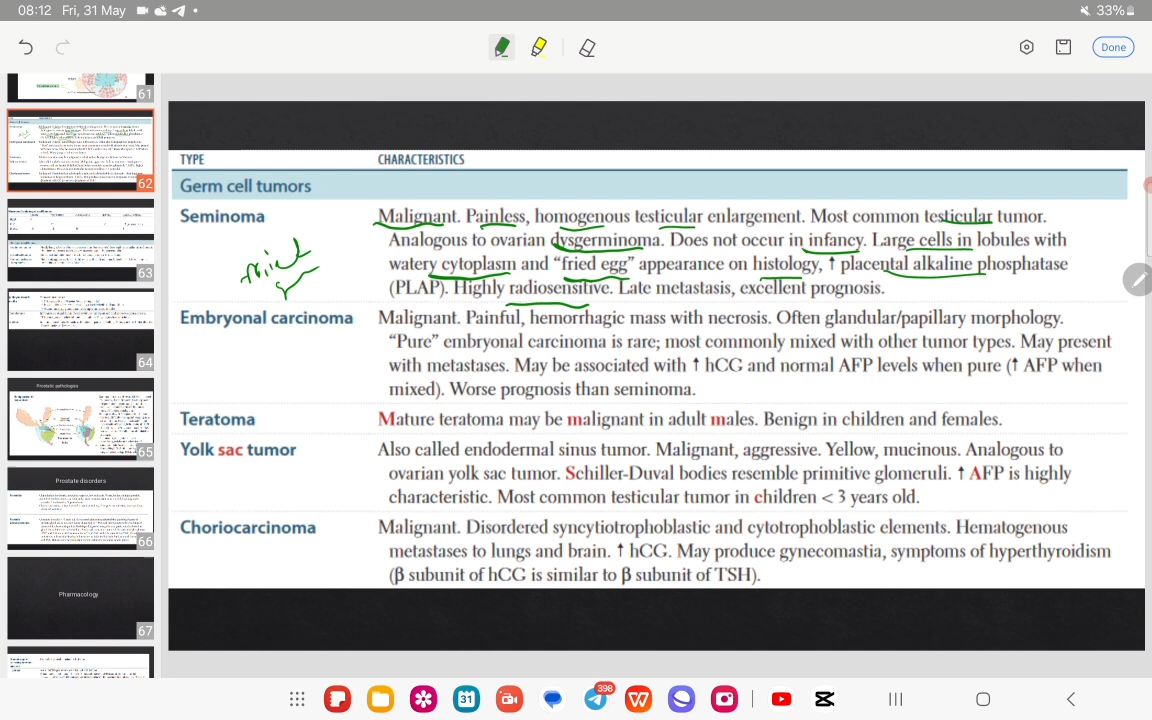 08:12 Fri, 31 May
33%
Done
61
62
63
64
Prostatic pathologies
65
Prostate disorders
66
Pharmacology
67
TYPE CHARACTERISTICS
Germ cell tumors
Seminoma Malignant. Painless, homogenous testicular enlargement. Most common testicular tumor.
Analogous to ovarian dysgerminoma. Does not occur in infancy. Large cells in lobules with
watery cytoplasm and “fried egg” appearance on histology, ↑ placental alkaline phosphatase
(PLAP). Highly radiosensitive. Late metastasis, excellent prognosis.
Embryonal carcinoma Malignant. Painful, hemorrhagic mass with necrosis. Often glandular/papillary morphology.
“Pure” embryonal carcinoma is rare; most commonly mixed with other tumor types. May present
with metastases. May be associated with ↑ hCG and normal AFP levels when pure (↑ AFP when
mixed). Worse prognosis than seminoma.
Teratoma Mature teratoma may be malignant in adult males. Benign in children and females.
Yolk sac tumor Also called endodermal sinus tumor. Malignant, aggressive. Yellow, mucinous. Analogous to
ovarian yolk sac tumor. Schiller-Duval bodies resemble primitive glomeruli. ↑ AFP is highly
characteristic. Most common testicular tumor in children < 3 years old.
Choriocarcinoma Malignant. Disordered syncytiotrophoblastic and cytotrophoblastic elements. Hematogenous
metastases to lungs and brain. ↑ hCG. May produce gynecomastia, symptoms of hyperthyroidism
(β subunit of hCG is similar to β subunit of TSH).
31
398